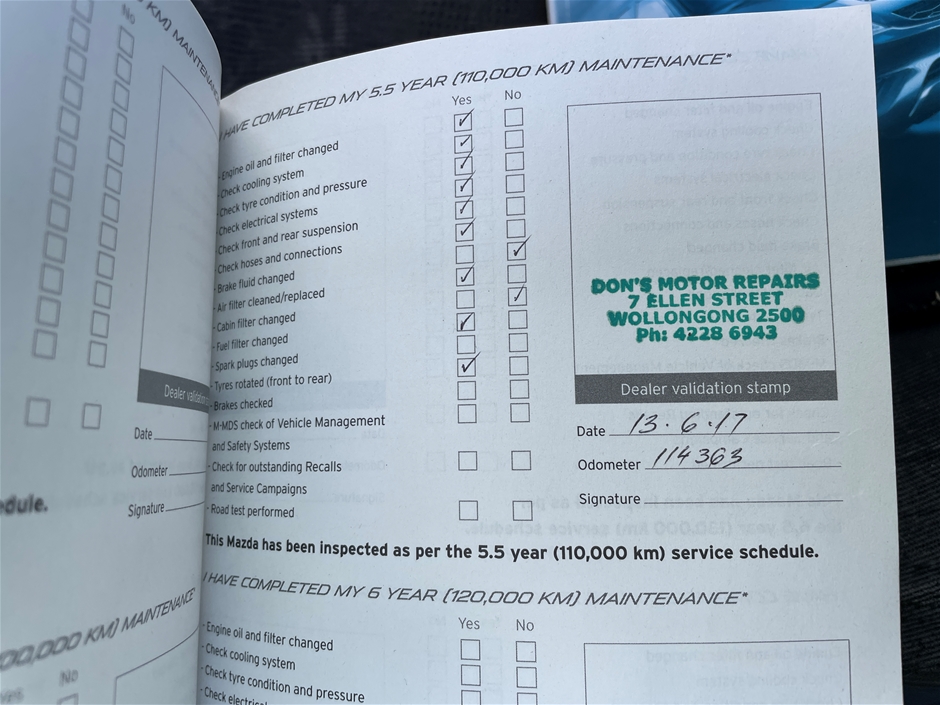 KM) MAINTENANCE
No
Dealer
Date
Odometer
Signature
No
I HAVE COMPLETED MY 5.5 YEAR (110,000 KM) MAINTENANCE*
Yes No
- Engine oil and filter changed
- Check cooling system
- Check tyre condition and pressure
- Check electrical systems
- Check front and rear suspension
- Check hoses and connections
- Brake fluid changed
- Air filter cleaned/replaced
- Cabin filter changed
- Fuel filter changed
- Spark plugs changed
- Tyres rotated (front to rear)
- Brakes checked
- M-MDS check of Vehicle Management
and Safety Systems
- Check for outstanding Recalls
and Service Campaigns
- Road test performed
DON'S MOTOR REPAIRS
7 ELLEN STREET
WOLLONGONG 2500
Ph: 4228 6943
Dealer validation stamp
Date 13.6.17
Odometer 114363
Signature
This Mazda has been inspected as per the 5.5 year (110,000 km) service schedule.
I HAVE COMPLETED MY 6 YEAR (120,000 KM) MAINTENANCE*
Yes No
- Engine oil and filter changed
- Check cooling system
- Check tyre condition and pressure